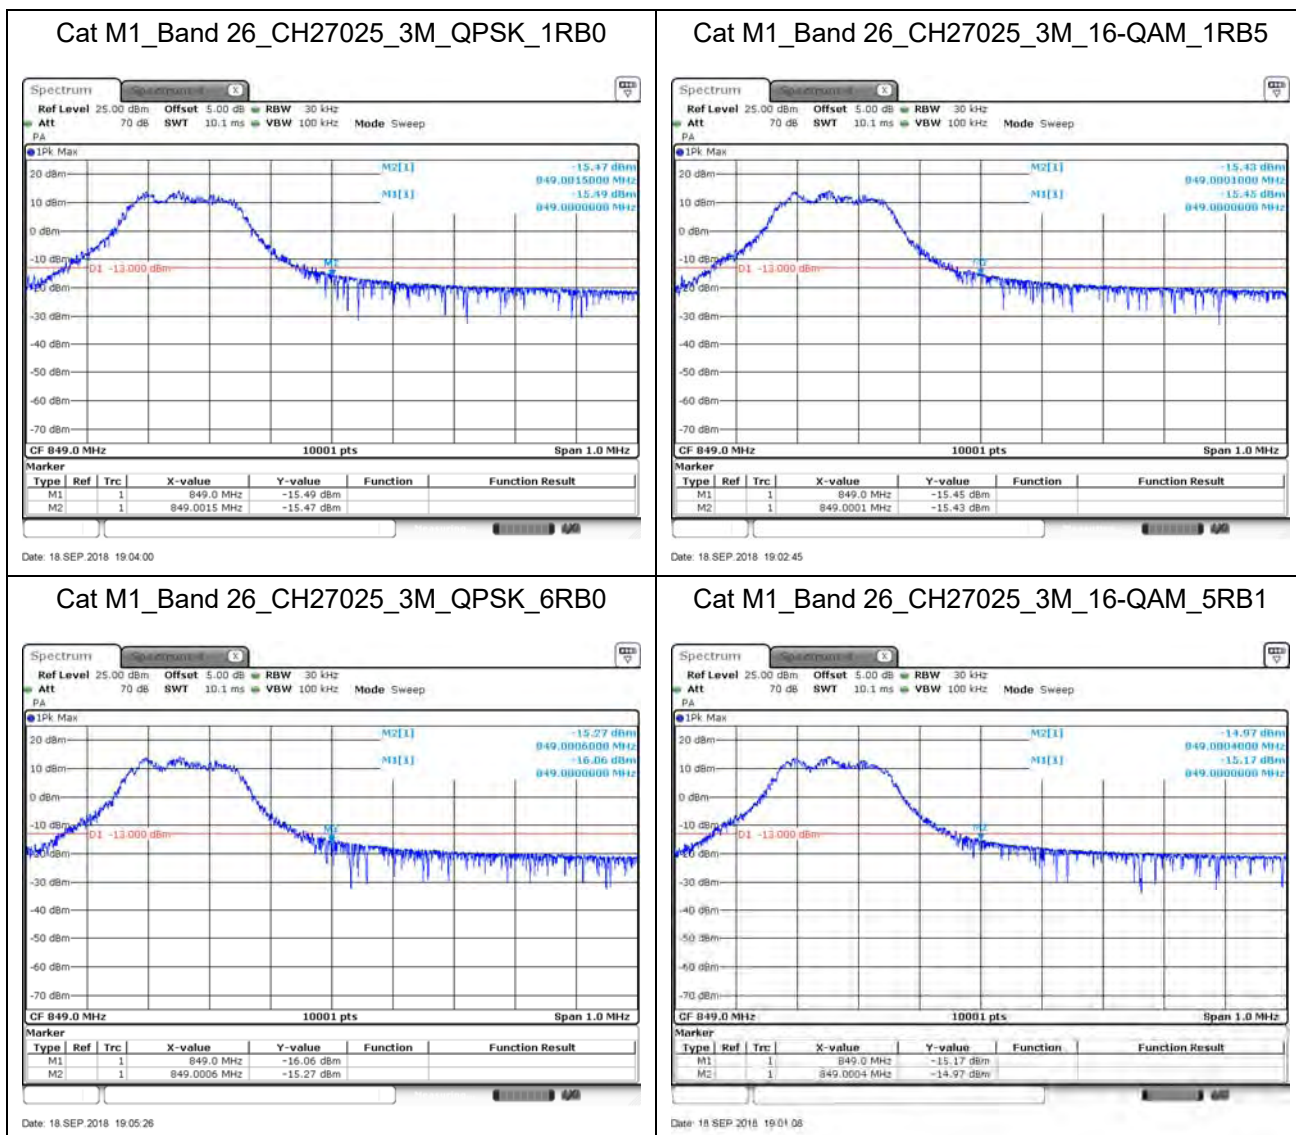 Cat M1_Band 26_CH27025_3M_QPSK_1RB0
Spectrum
X
Ref Level 25.00 dBm Offset 5.00 dB RBW 30 kHz
Att 70 dB SWT 10.1 ms VBW 100 kHz Mode Sweep
PA
1Pk Max
M2[1] -15.47 dBm
849.0015000 MHz
M1[1] -15.49 dBm
849.0000000 MHz
20 dBm
10 dBm
0 dBm
-10 dBm
D1 -13.000 dBm
-20 dBm
-30 dBm
-40 dBm
-50 dBm
-60 dBm
-70 dBm
CF 849.0 MHz 10001 pts Span 1.0 MHz
Marker
Type Ref Trc X-value Y-value Function Function Result
M1 1 849.0 MHz -15.49 dBm
M2 1 849.0015 MHz -15.47 dBm
Date: 18.SEP.2018 19:04:00
Cat M1_Band 26_CH27025_3M_16-QAM_1RB5
Spectrum
X
Ref Level 25.00 dBm Offset 5.00 dB RBW 30 kHz
Att 70 dB SWT 10.1 ms VBW 100 kHz Mode Sweep
PA
1Pk Max
M2[1] -15.43 dBm
849.0001000 MHz
M1[1] -15.45 dBm
849.0000000 MHz
20 dBm
10 dBm
0 dBm
-10 dBm
D1 -13.000 dBm
-20 dBm
-30 dBm
-40 dBm
-50 dBm
-60 dBm
-70 dBm
CF 849.0 MHz 10001 pts Span 1.0 MHz
Marker
Type Ref Trc X-value Y-value Function Function Result
M1 1 849.0 MHz -15.45 dBm
M2 1 849.0001 MHz -15.43 dBm
Date: 18.SEP.2018 19:02:45
Cat M1_Band 26_CH27025_3M_QPSK_6RB0
Spectrum
X
Ref Level 25.00 dBm Offset 5.00 dB RBW 30 kHz
Att 70 dB SWT 10.1 ms VBW 100 kHz Mode Sweep
PA
1Pk Max
M2[1] -15.27 dBm
849.0006000 MHz
M1[1] -16.06 dBm
849.0000000 MHz
20 dBm
10 dBm
0 dBm
-10 dBm
D1 -13.000 dBm
-20 dBm
-30 dBm
-40 dBm
-50 dBm
-60 dBm
-70 dBm
CF 849.0 MHz 10001 pts Span 1.0 MHz
Marker
Type Ref Trc X-value Y-value Function Function Result
M1 1 849.0 MHz -16.06 dBm
M2 1 849.0006 MHz -15.27 dBm
Date: 18.SEP.2018 19:05:26
Cat M1_Band 26_CH27025_3M_16-QAM_5RB1
Spectrum
X
Ref Level 25.00 dBm Offset 5.00 dB RBW 30 kHz
Att 70 dB SWT 10.1 ms VBW 100 kHz Mode Sweep
PA
1Pk Max
M2[1] -14.97 dBm
849.0004000 MHz
M1[1] -15.17 dBm
849.0000000 MHz
20 dBm
10 dBm
0 dBm
-10 dBm
D1 -13.000 dBm
-20 dBm
-30 dBm
-40 dBm
-50 dBm
-60 dBm
-70 dBm
CF 849.0 MHz 10001 pts Span 1.0 MHz
Marker
Type Ref Trc X-value Y-value Function Function Result
M1 1 849.0 MHz -15.17 dBm
M2 1 849.0004 MHz -14.97 dBm
Date: 18.SEP.2018 19:01:08